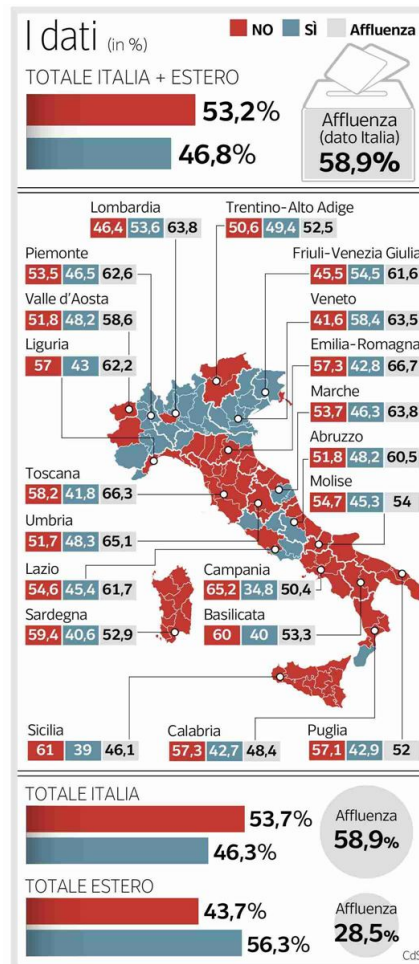 I dati (in %)
NO SÌ Affluenza
TOTALE ITALIA + ESTERO
53,2%
46,8%
Affluenza
(dato Italia)
58,9%
Lombardia
46,4 53,6 63,8
Trentino-Alto Adige
50,6 49,4 52,5
Piemonte
53,5 46,5 62,6
Friuli-Venezia Giulia
45,5 54,5 61,6
Valle d'Aosta
51,8 48,2 58,6
Veneto
41,6 58,4 63,5
Liguria
57 43 62,2
Emilia-Romagna
57,3 42,8 66,7
Marche
53,7 46,3 63,8
Abruzzo
51,8 48,2 60,5
Toscana
58,2 41,8 66,3
Molise
54,7 45,3 54
Umbria
51,7 48,3 65,1
Lazio
54,6 45,4 61,7
Campania
65,2 34,8 50,4
Sardegna
59,4 40,6 52,9
Basilicata
60 40 53,3
Sicilia
61 39 46,1
Calabria
57,3 42,7 48,4
Puglia
57,1 42,9 52
TOTALE ITALIA
53,7%
46,3%
Affluenza
58,9%
TOTALE ESTERO
43,7%
56,3%
Affluenza
28,5%
CdS